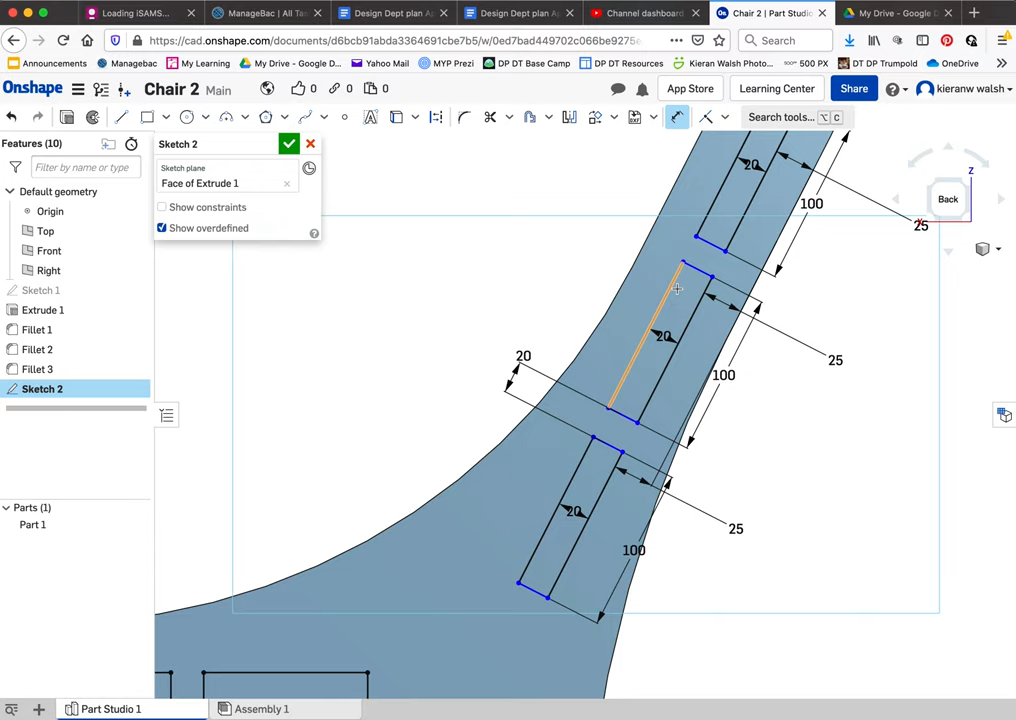 Loading iSAMS...
ManageBac | All Tas
Design Dept plan Ap
Design Dept plan Ap
Channel dashboard
Chair 2 | Part Studio
My Drive - Google D
https://cad.onshape.com/documents/d6bcb91abda3364691cbe7b5/w/0ed7bad449702c066be9275e
Search
Announcements
Managebac
My Learning
My Drive - Google D...
Yahoo Mail
MYP Prezi
DP DT Base Camp
DP DT Resources
Kieran Walsh Photo...
500 PX
DT DP Trumpold
OneDrive
Onshape
Chair 2
Main
0
0
0
App Store
Learning Center
Share
kieranw walsh
Search tools...
C
Features (10)
Filter by name or type
Default geometry
Origin
Top
Front
Right
Sketch 1
Extrude 1
Fillet 1
Fillet 2
Fillet 3
Sketch 2
Parts (1)
Part 1
Sketch 2
Sketch plane
Face of Extrude 1
Show constraints
Show overdefined
Z
Back
X
20
100
25
20
25
100
20
20
25
100
Part Studio 1
Assembly 1